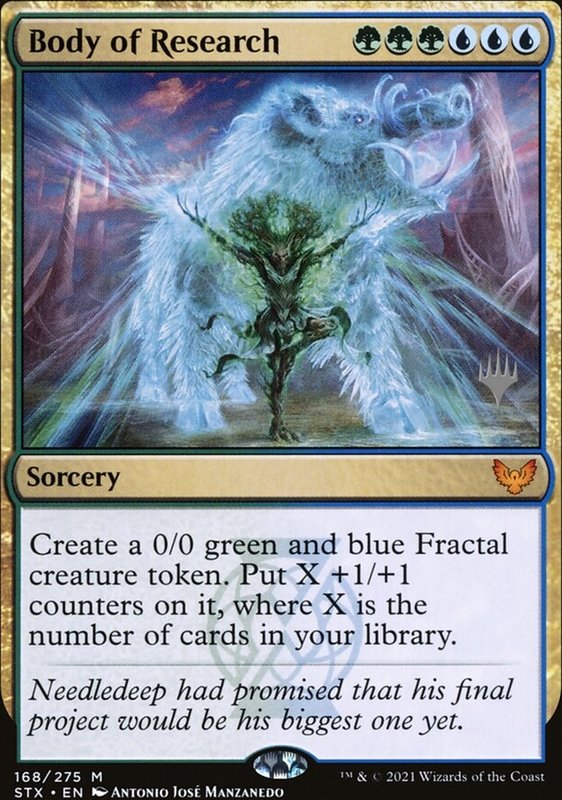 Body of Research
Sorcery
Create a 0/0 green and blue Fractal
creature token. Put X +1/+1
counters on it, where X is the
number of cards in your library.
Needledeep had promised that his final
project would be his biggest one yet.
168/275 M
STX • EN Antonio José Manzanedo
™ & © 2021 Wizards of the Coast